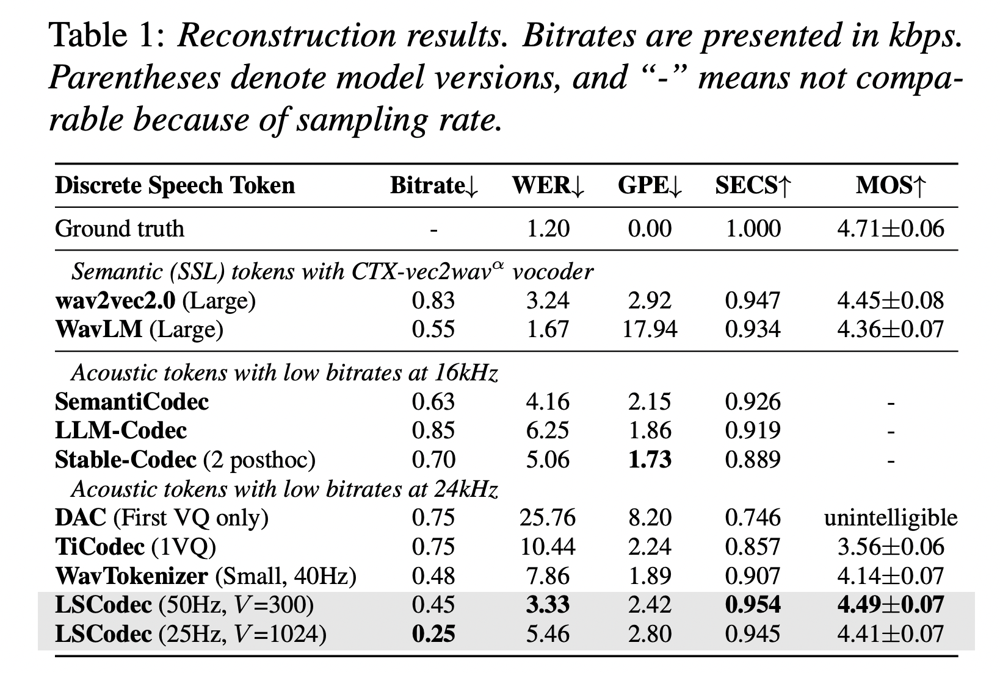 Table 1: Reconstruction results. Bitrates are presented in kbps.
Parentheses denote model versions, and “-” means not compa-
rable because of sampling rate.
Discrete Speech Token Bitrate↓ WER↓ GPE↓ SECS↑ MOS↑
Ground truth - 1.20 0.00 1.000 4.71±0.06
Semantic (SSL) tokens with CTX-vec2wavᵅ vocoder
wav2vec2.0 (Large) 0.83 3.24 2.92 0.947 4.45±0.08
WavLM (Large) 0.55 1.67 17.94 0.934 4.36±0.07
Acoustic tokens with low bitrates at 16kHz
SemantiCodec 0.63 4.16 2.15 0.926 -
LLM-Codec 0.85 6.25 1.86 0.919 -
Stable-Codec (2 posthoc) 0.70 5.06 1.73 0.889 -
Acoustic tokens with low bitrates at 24kHz
DAC (First VQ only) 0.75 25.76 8.20 0.746 unintelligible
TiCodec (1VQ) 0.75 10.44 2.24 0.857 3.56±0.06
WavTokenizer (Small, 40Hz) 0.48 7.86 1.89 0.907 4.14±0.07
LSCodec (50Hz, V=300) 0.45 3.33 2.42 0.954 4.49±0.07
LSCodec (25Hz, V=1024) 0.25 5.46 2.80 0.945 4.41±0.07